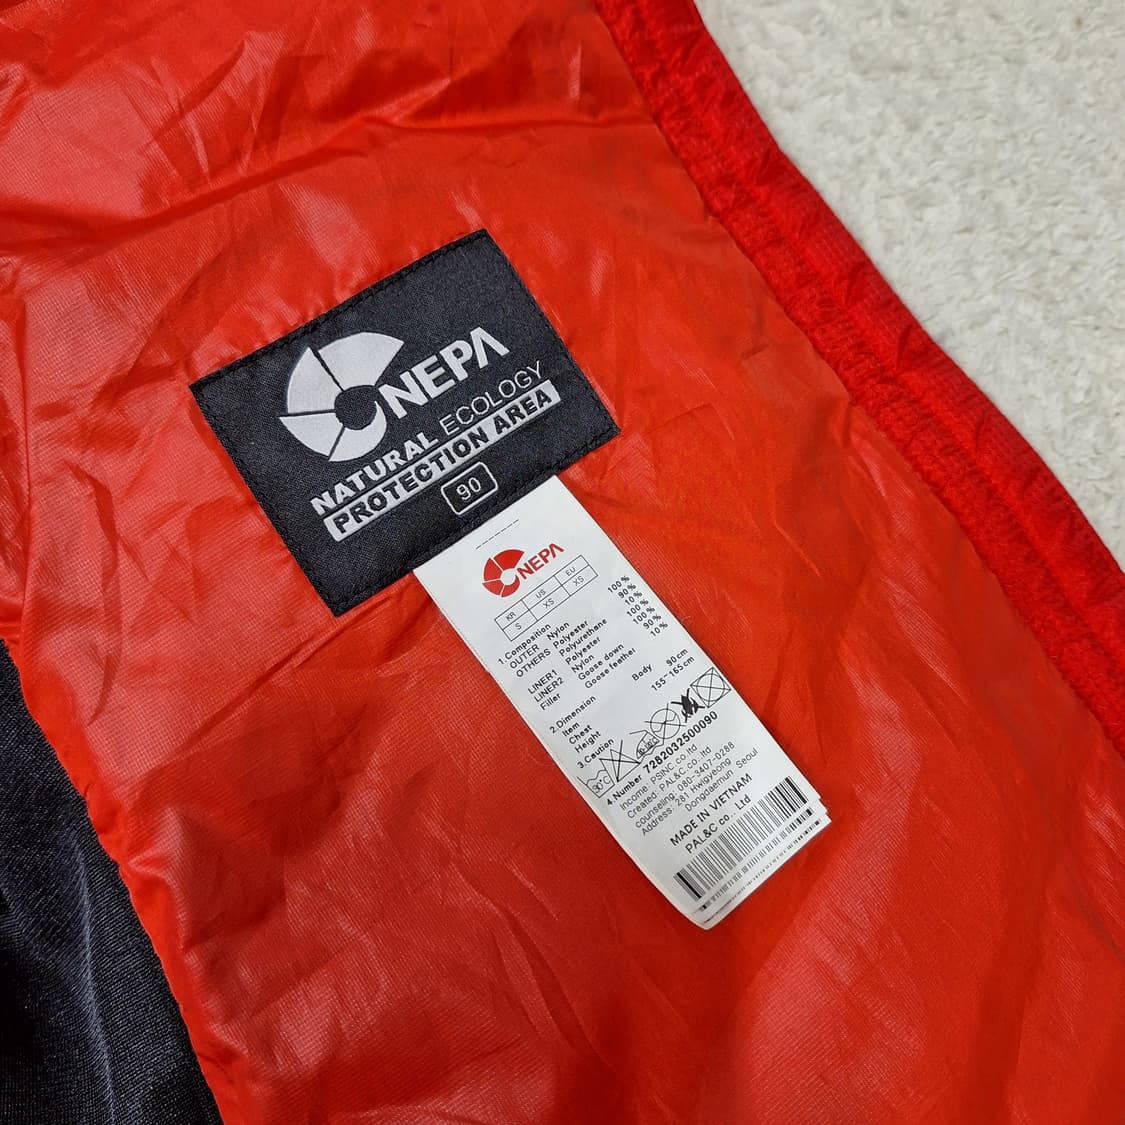 NEPA
NATURAL ECOLOGY
PROTECTION AREA
90
NEPA
KR US EU
S XS XS
1.Composition
OUTER Nylon 100%
OTHERS Polyester 90%
Polyurethane 10%
LINER1 Polyester 100%
LINER2 Nylon 100%
Filler Goose down 90%
Goose feather 10%
2.Dimension
Item Body
Chest 90cm
Height 155~165cm
3.Caution
30°C
4.Number 7282032500090
Income: PSINC co ltd
Created: PAL&C co. ltd
counseling: 080-3407-0288
Address: 281 Hwigyeong
Dongdaemun Seoul
MADE IN VIETNAM
PAL&C co., Ltd